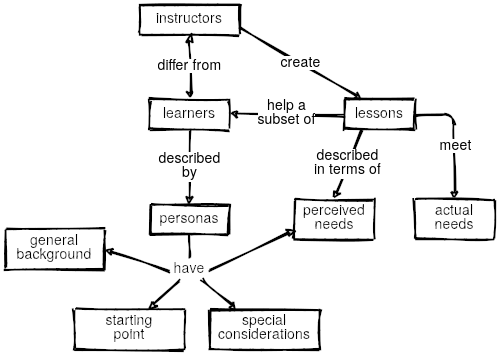 instructors
differ from
create
learners
help a
subset of
lessons
described
by
described
in terms of
meet
personas
perceived
needs
actual
needs
general
background
have
starting
point
special
considerations